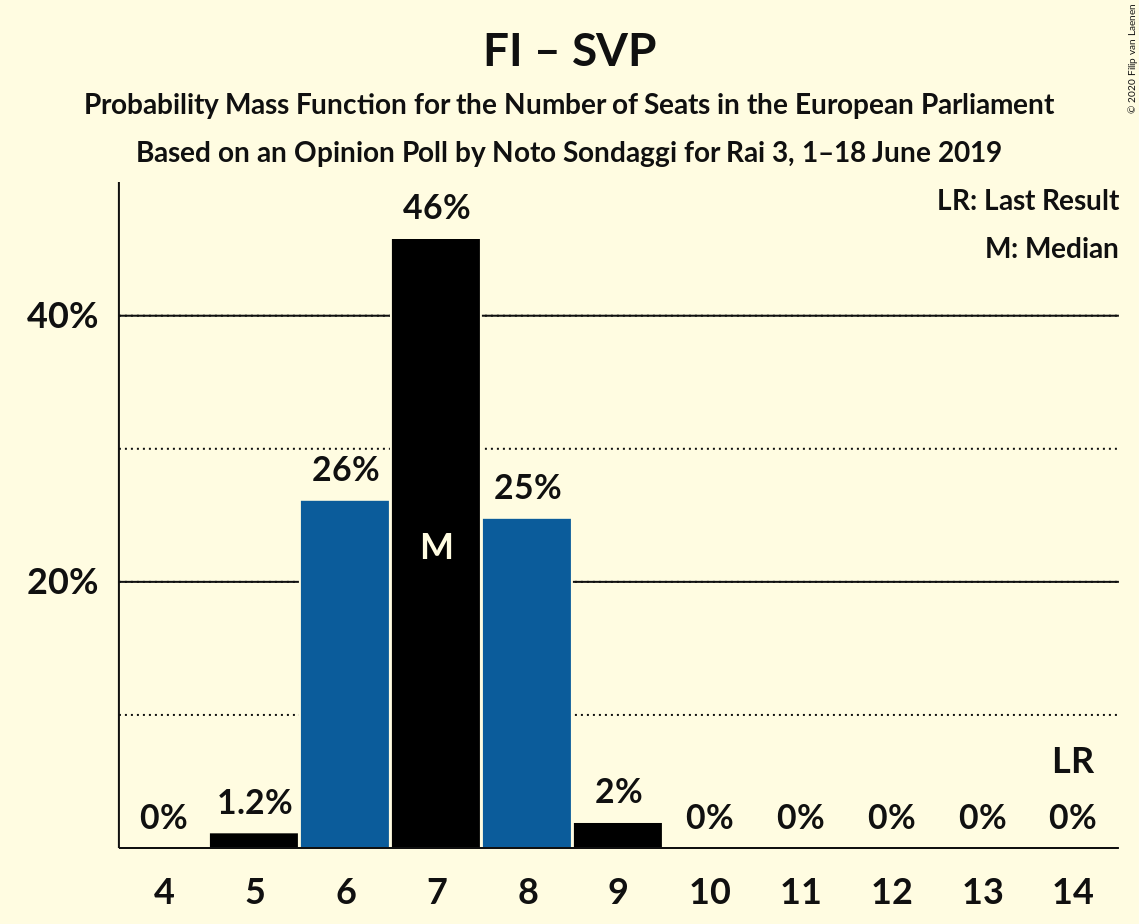 FI – SVP
Probability Mass Function for the Number of Seats in the European Parliament
Based on an Opinion Poll by Noto Sondaggi for Rai 3, 1–18 June 2019
© 2020 Filip van Laenen
LR: Last Result
M: Median
46%
40%
26%
25%
M
20%
LR
0%
1.2%
2%
0%
0%
0%
0%
0%
4 5 6 7 8 9 10 11 12 13 14